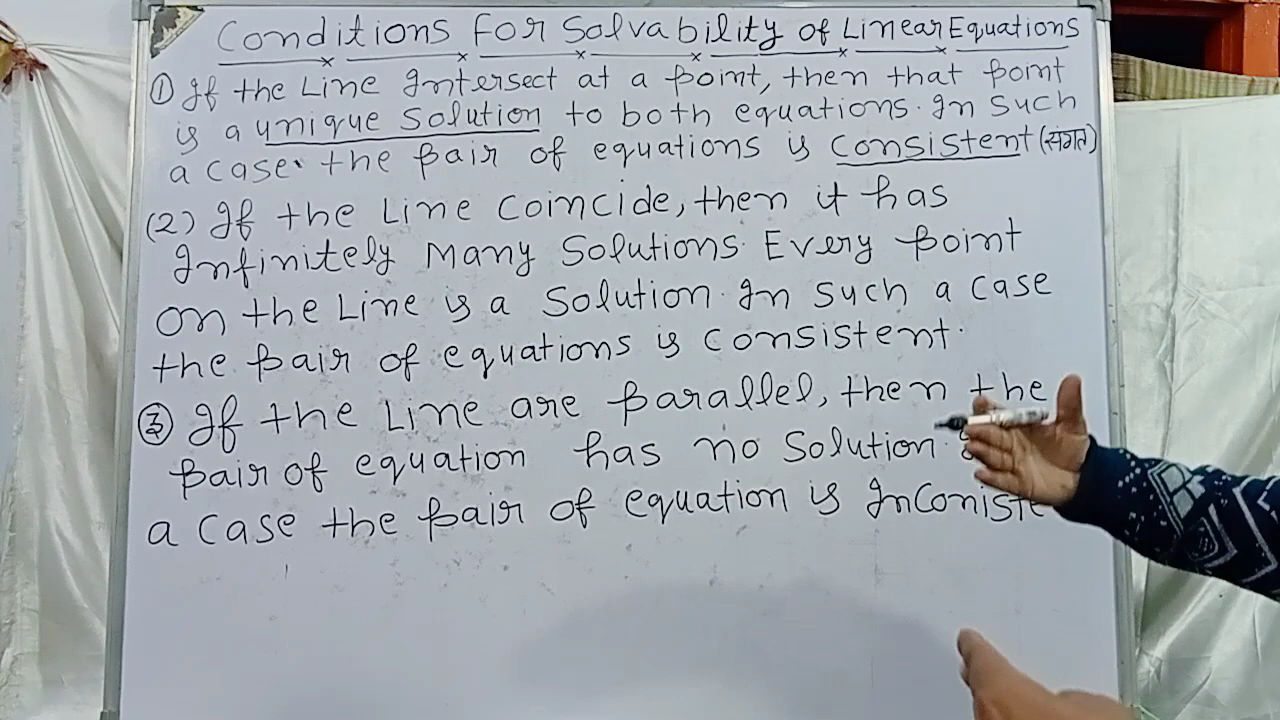 Conditions For Solvability of Linear Equations
① If the Line Intersect at a point, then that point
is a unique Solution to both equations. In such
a case. the pair of equations is Consistent (संगत)
(2) If the Line Coincide, then it has
Infinitely Many Solutions Every point
on the Line is a Solution. In such a case
the pair of equations is Consistent.
③ If the Line are parallel, then the
pair of equation has no Solution
a case the pair of equation is